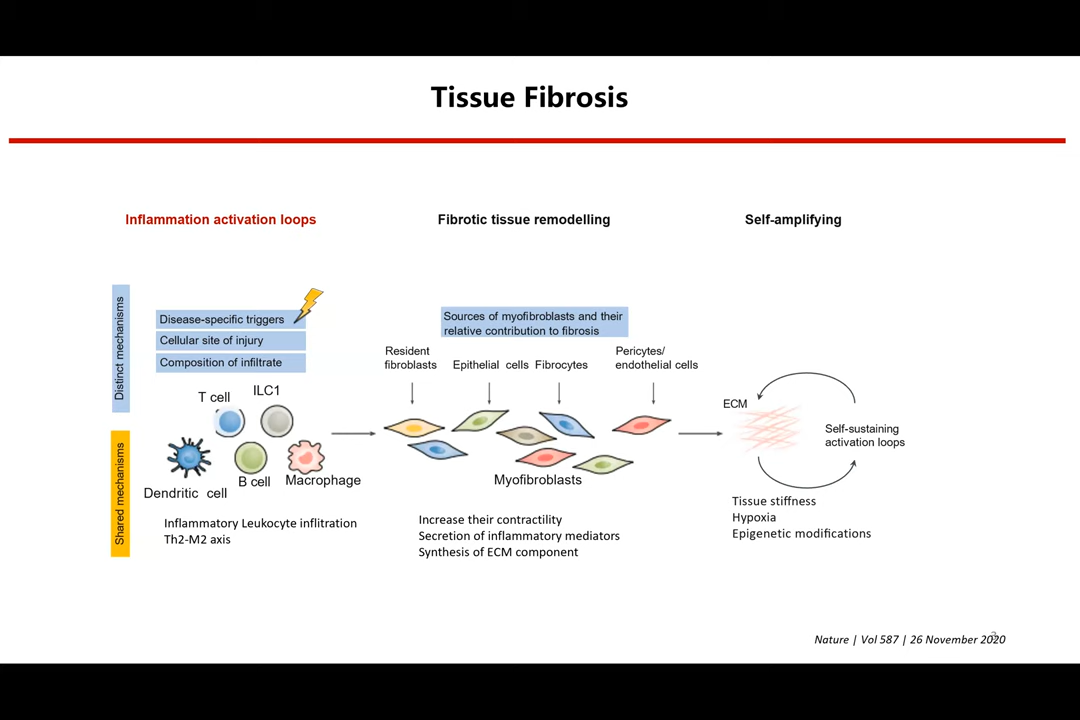 Tissue Fibrosis
Inflammation activation loops
Fibrotic tissue remodelling
Self-amplifying
Distinct mechanisms
Disease-specific triggers
Cellular site of injury
Composition of infiltrate
T cell
ILC1
Dendritic cell
B cell
Macrophage
Shared mechanisms
Inflammatory Leukocyte inflitration
Th2-M2 axis
Sources of myofibroblasts and their
relative contribution to fibrosis
Resident
fibroblasts
Epithelial cells
Fibrocytes
Pericytes/
endothelial cells
Myofibroblasts
Increase their contractility
Secretion of inflammatory mediators
Synthesis of ECM component
ECM
Self-sustaining
activation loops
Tissue stiffness
Hypoxia
Epigenetic modifications
Nature | Vol 587 | 26 November 2020